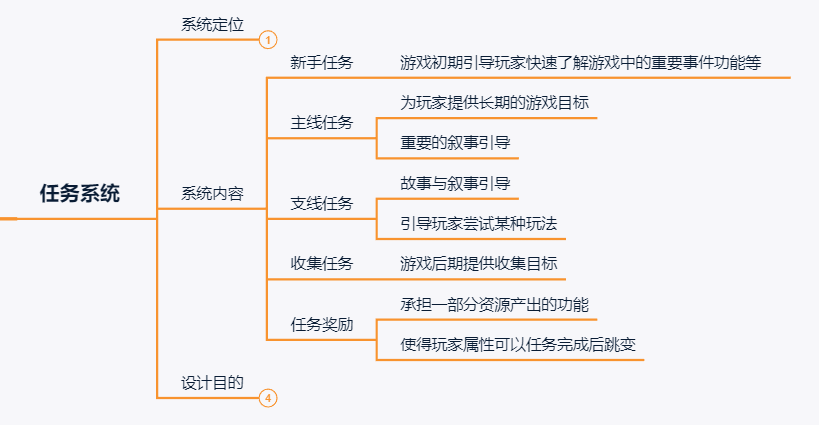 系统定位
1
新手任务
游戏初期引导玩家快速了解游戏中的重要事件功能等
为玩家提供长期的游戏目标
主线任务
重要的叙事引导
任务系统
系统内容
故事与叙事引导
支线任务
引导玩家尝试某种玩法
收集任务
游戏后期提供收集目标
承担一部分资源产出的功能
任务奖励
使得玩家属性可以任务完成后跳变
设计目的
4